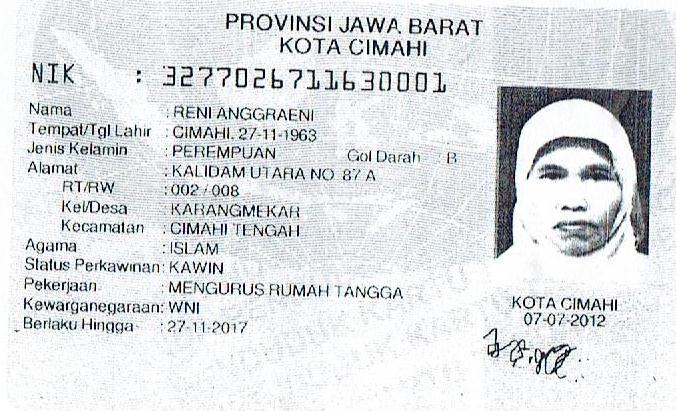 PROVINSI JAWA BARAT
KOTA CIMAHI
NIK : 3277026711630001
Nama : RENI ANGGRAENI
Tempat/Tgl Lahir : CIMAHI, 27-11-1963
Jenis Kelamin : PEREMPUAN Gol Darah : B
Alamat : KALIDAM UTARA NO 87 A
RT/RW : 002 / 008
Kel/Desa : KARANGMEKAR
Kecamatan : CIMAHI TENGAH
Agama : ISLAM
Status Perkawinan: KAWIN
Pekerjaan : MENGURUS RUMAH TANGGA
Kewarganegaraan: WNI
Berlaku Hingga : 27-11-2017
KOTA CIMAHI
07-07-2012